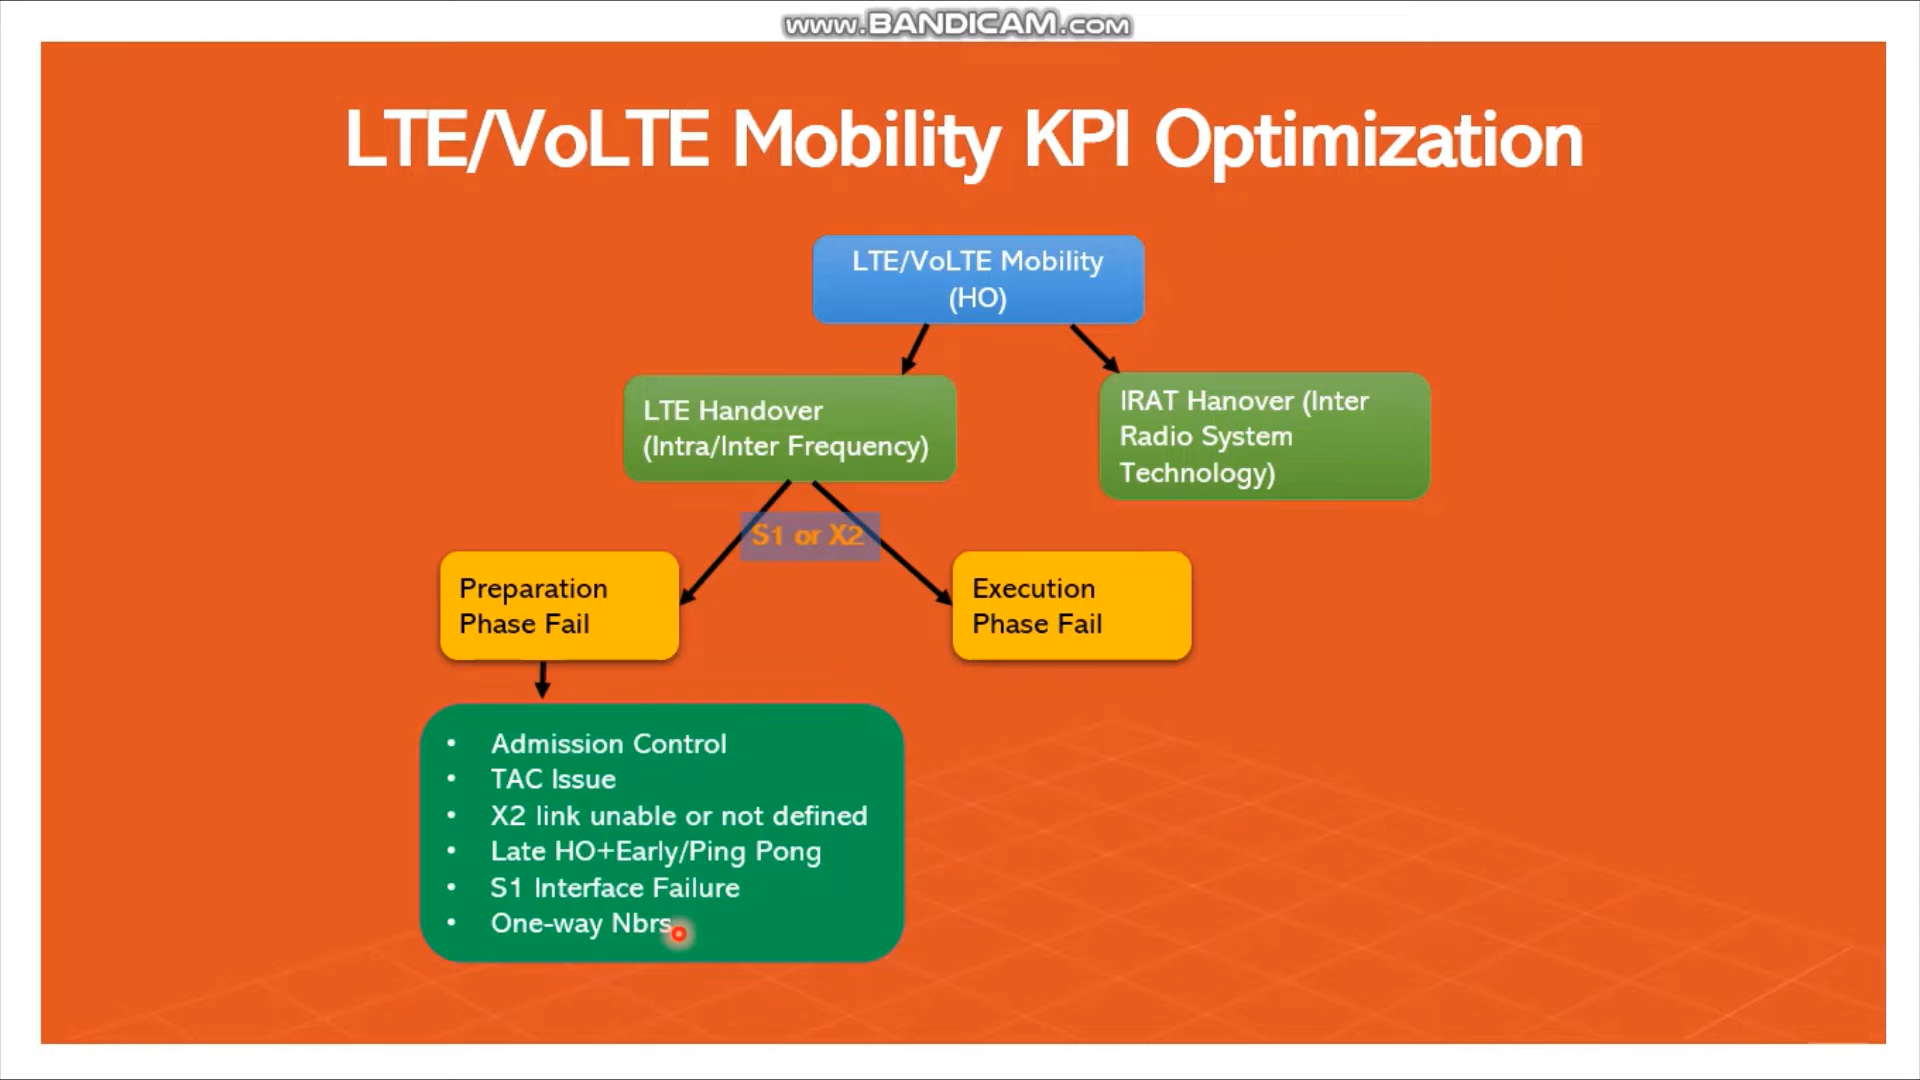 www.BANDICAM.com
LTE/VoLTE Mobility KPI Optimization
LTE/VoLTE Mobility
(HO)
LTE Handover
(Intra/Inter Frequency)
IRAT Hanover (Inter
Radio System
Technology)
S1 or X2
Preparation
Phase Fail
Execution
Phase Fail
• Admission Control
• TAC Issue
• X2 link unable or not defined
• Late HO+Early/Ping Pong
• S1 Interface Failure
• One-way Nbrs